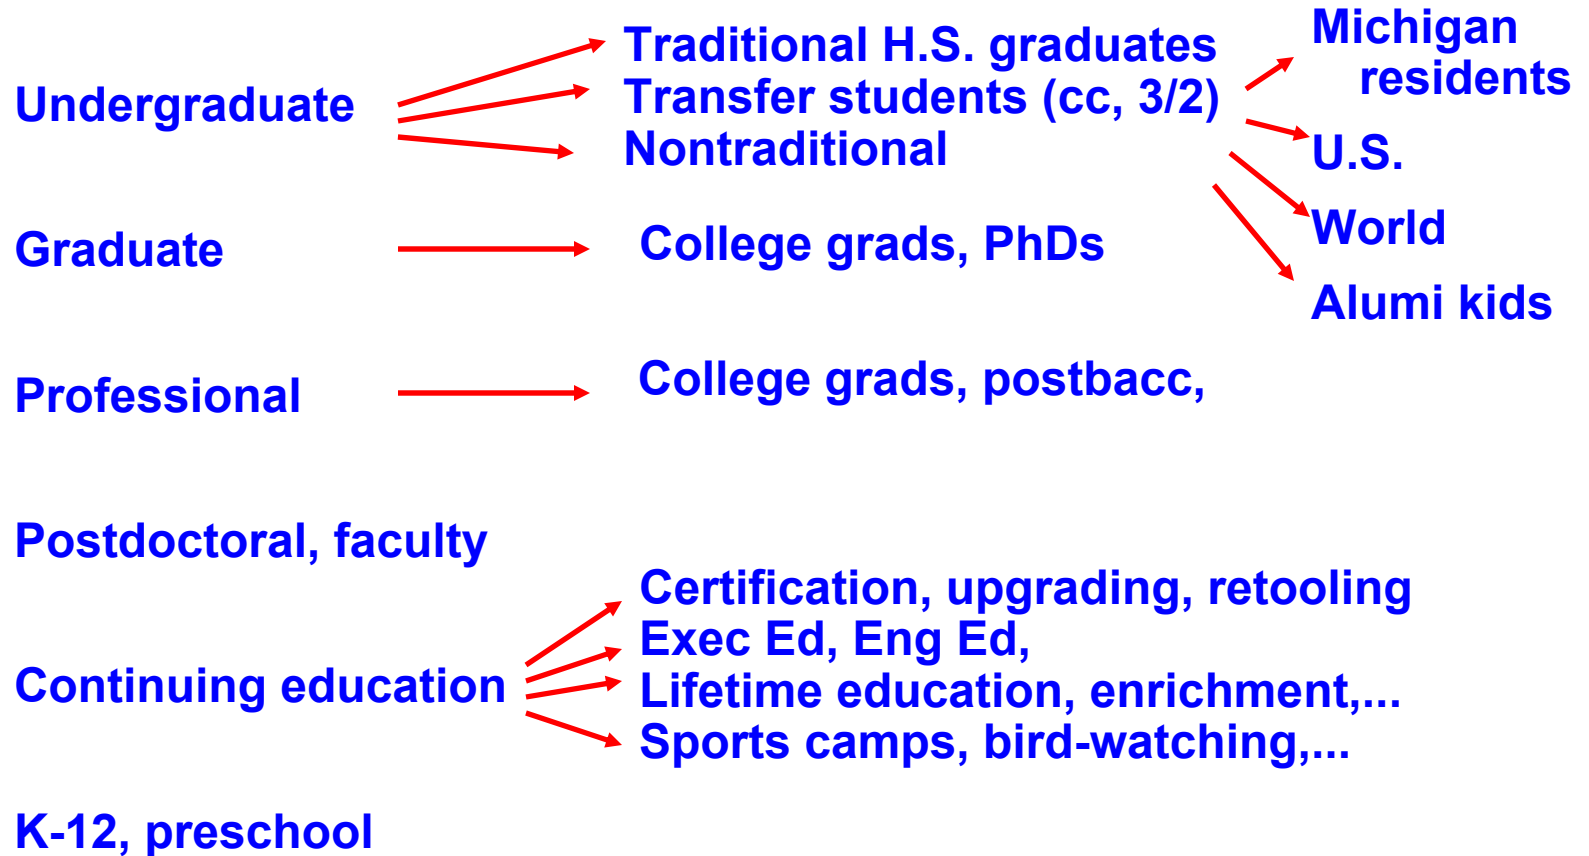 Undergraduate
Traditional H.S. graduates
Transfer students (cc, 3/2)
Nontraditional
Michigan
residents
U.S.
World
Alumi kids
Graduate
College grads, PhDs
Professional
College grads, postbacc,
Postdoctoral, faculty
Continuing education
Certification, upgrading, retooling
Exec Ed, Eng Ed,
Lifetime education, enrichment,...
Sports camps, bird-watching,...
K-12, preschool